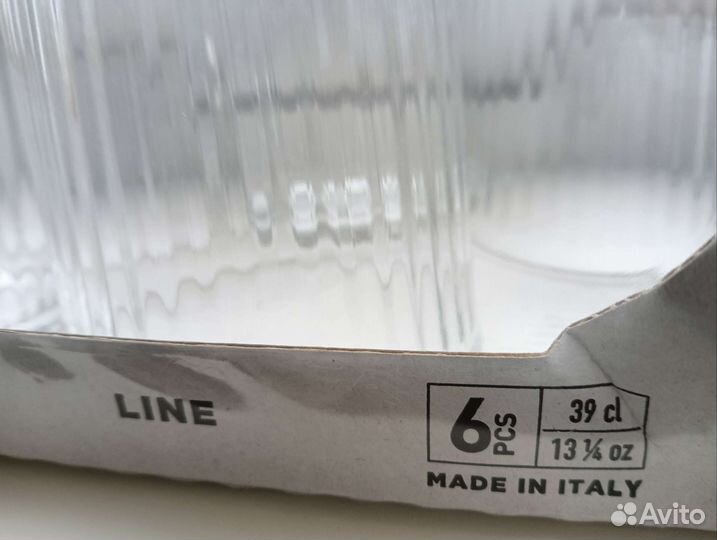 LINE
6 PCS
39 cl
13 ¼ oz
MADE IN ITALY
Avito